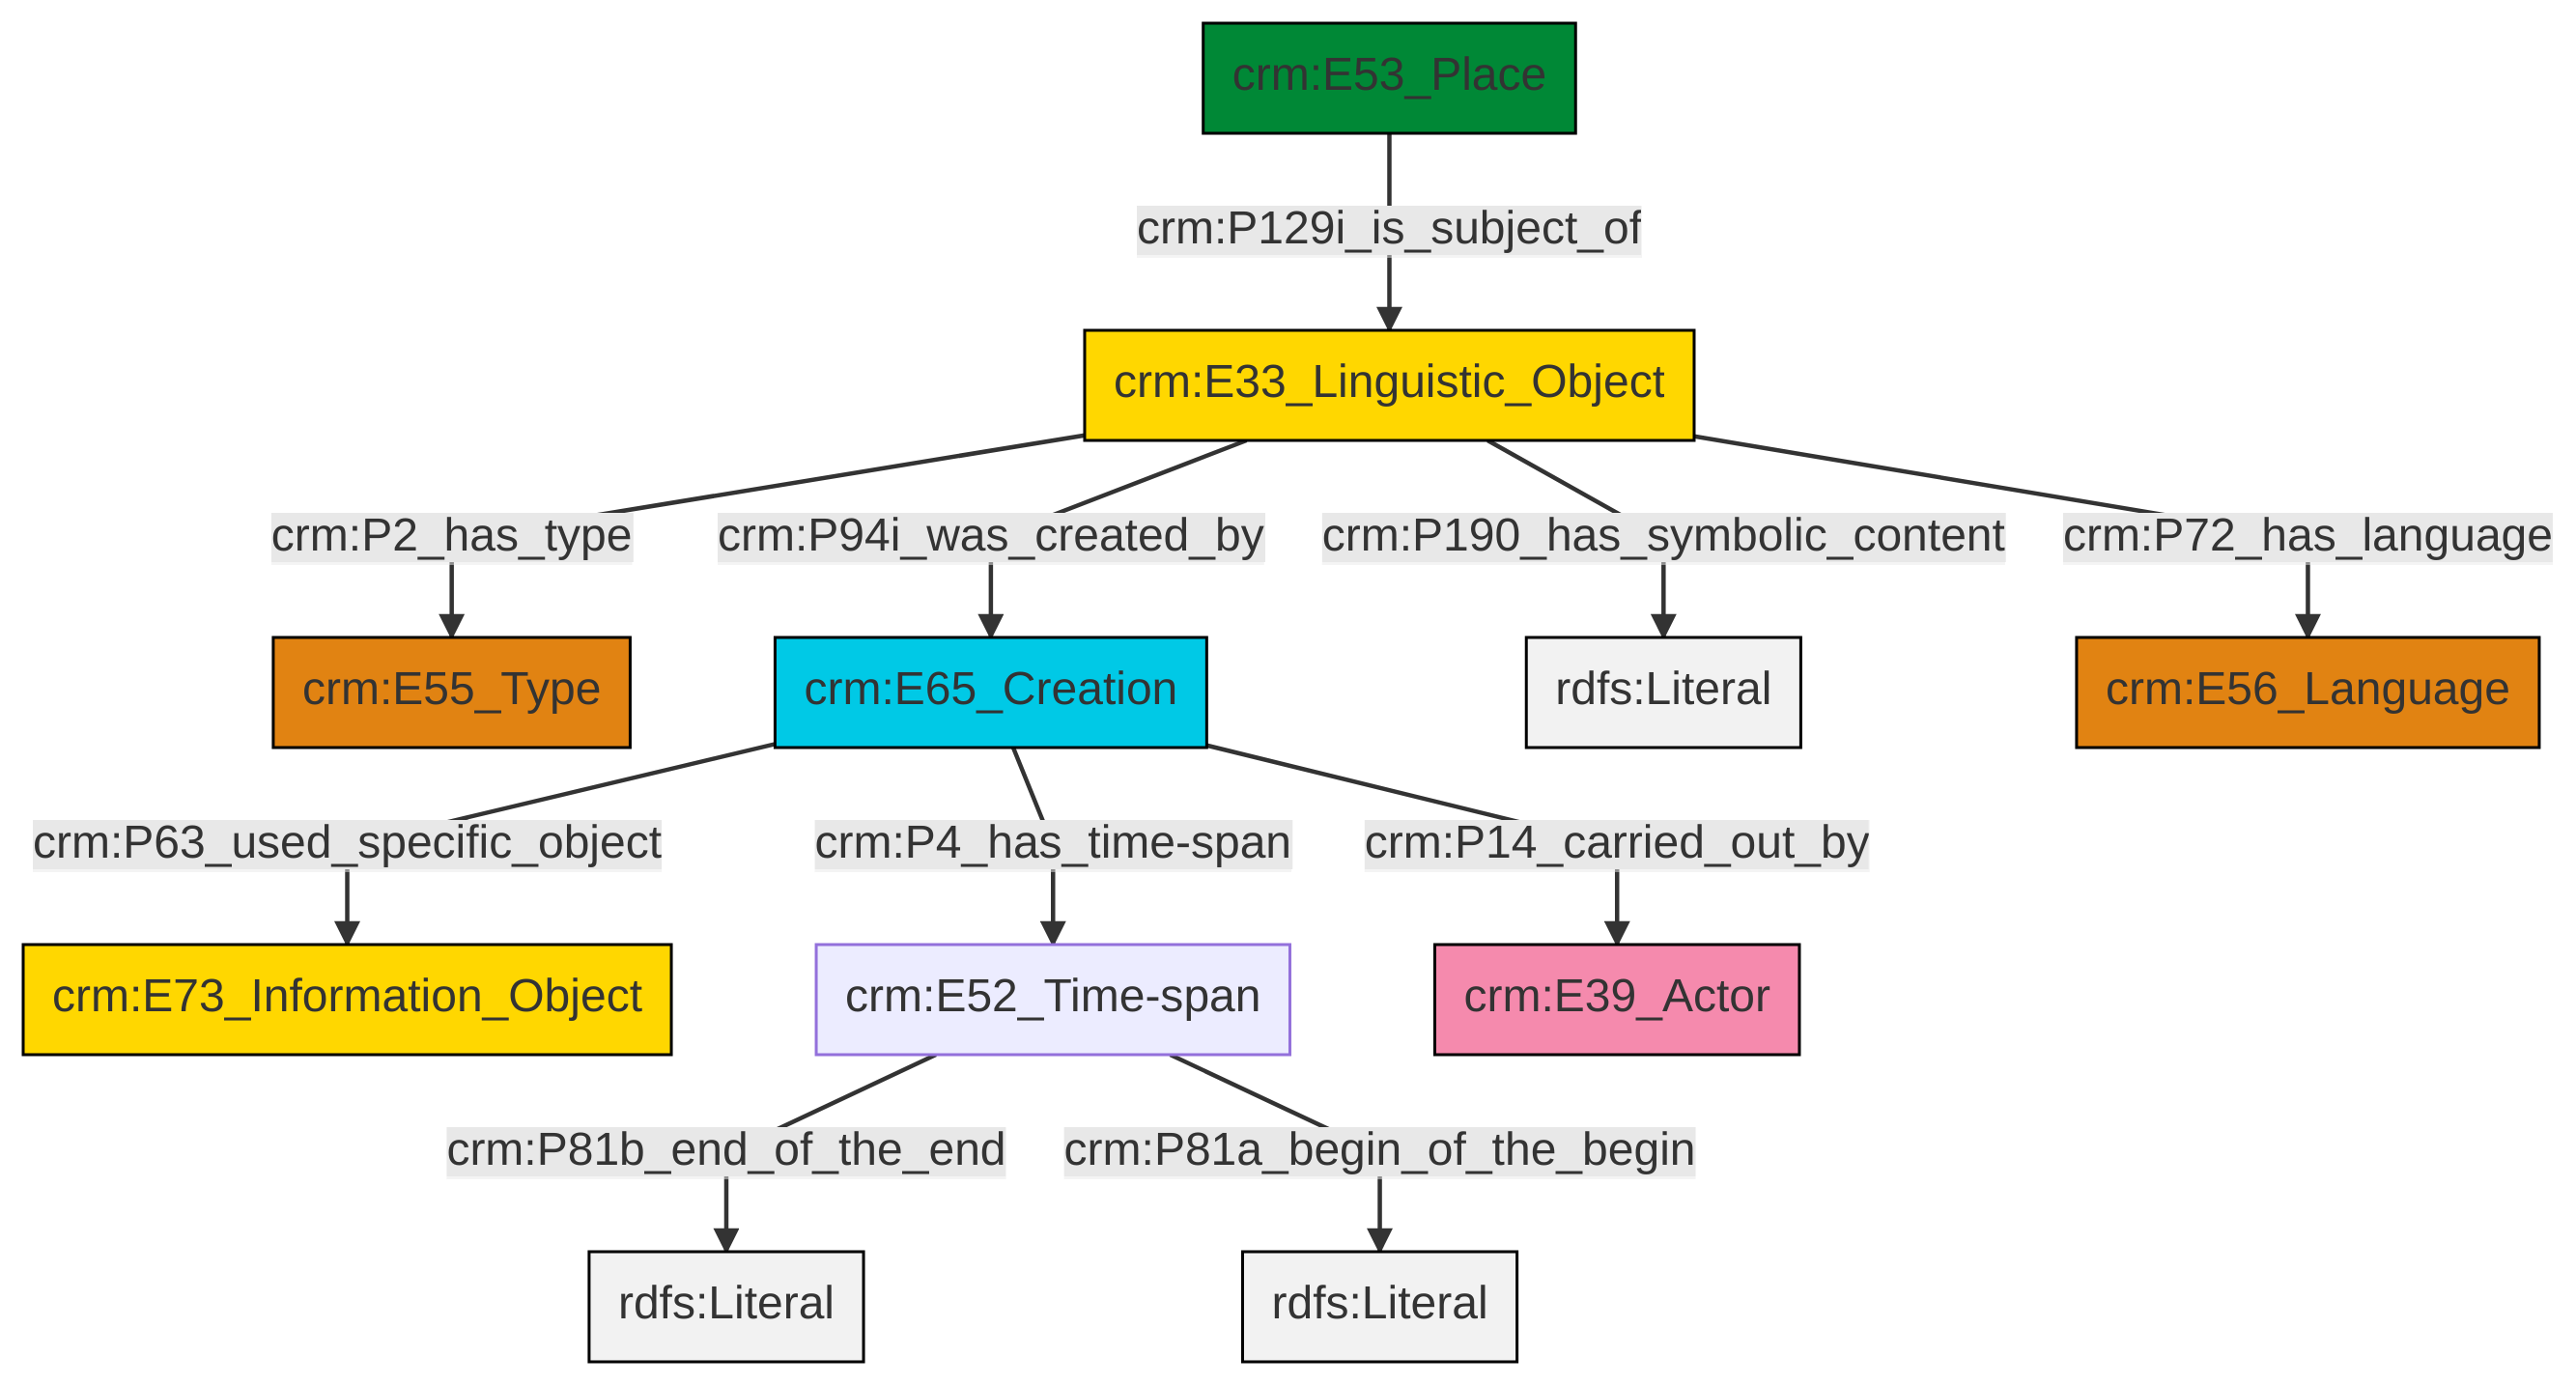 crm:E53_Place
crm:P129i_is_subject_of
crm:E33_Linguistic_Object
crm:P2_has_type
crm:P94i_was_created_by
crm:P190_has_symbolic_content
crm:P72_has_language
crm:E55_Type
crm:E65_Creation
rdfs:Literal
crm:E56_Language
crm:P63_used_specific_object
crm:P4_has_time-span
crm:P14_carried_out_by
crm:E73_Information_Object
crm:E52_Time-span
crm:E39_Actor
crm:P81b_end_of_the_end
crm:P81a_begin_of_the_begin
rdfs:Literal
rdfs:Literal